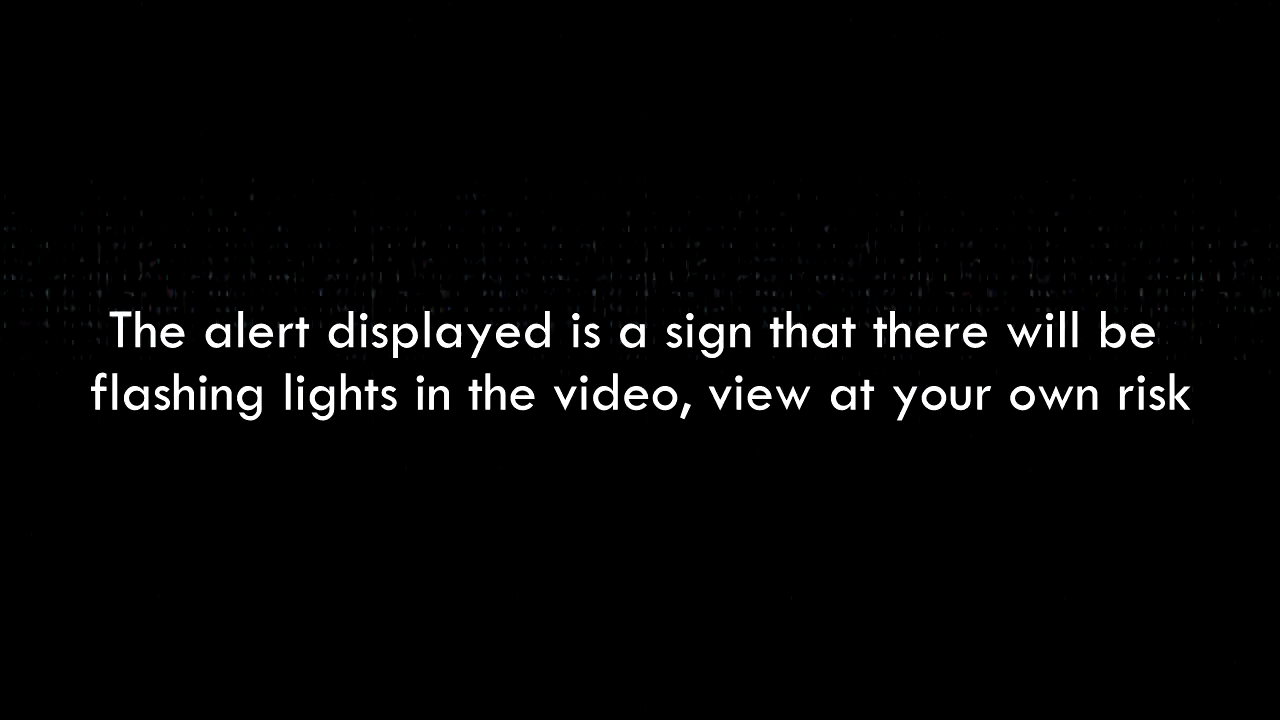 The alert displayed is a sign that there will be
flashing lights in the video, view at your own risk